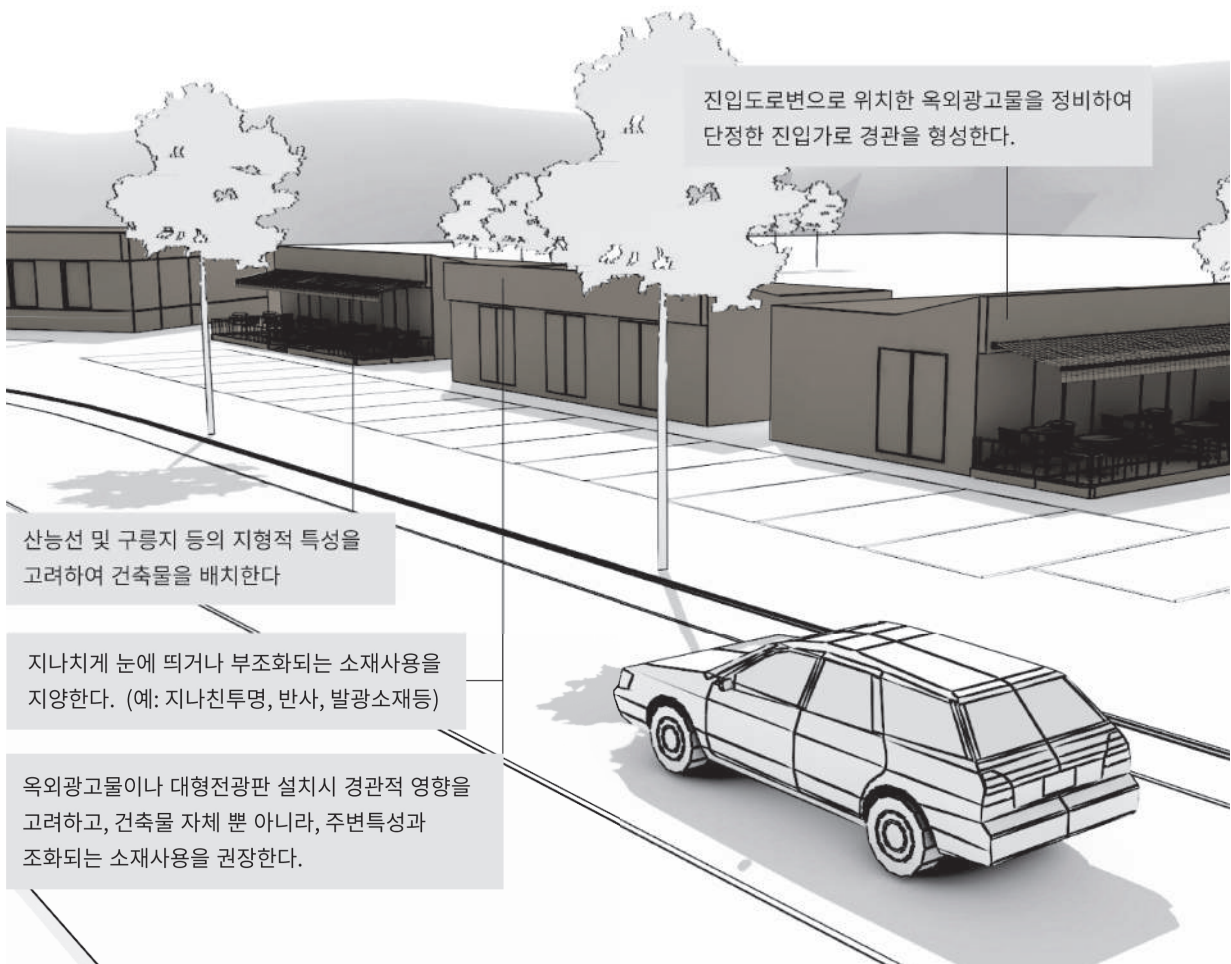 진입도로변으로 위치한 옥외광고물을 정비하여
단정한 진입가로 경관을 형성한다.
산능선 및 구릉지 등의 지형적 특성을
고려하여 건축물을 배치한다
지나치게 눈에 띄거나 부조화되는 소재사용을
지양한다. (예: 지나친투명, 반사, 발광소재등)
옥외광고물이나 대형전광판 설치시 경관적 영향을
고려하고, 건축물 자체 뿐 아니라, 주변특성과
조화되는 소재사용을 권장한다.